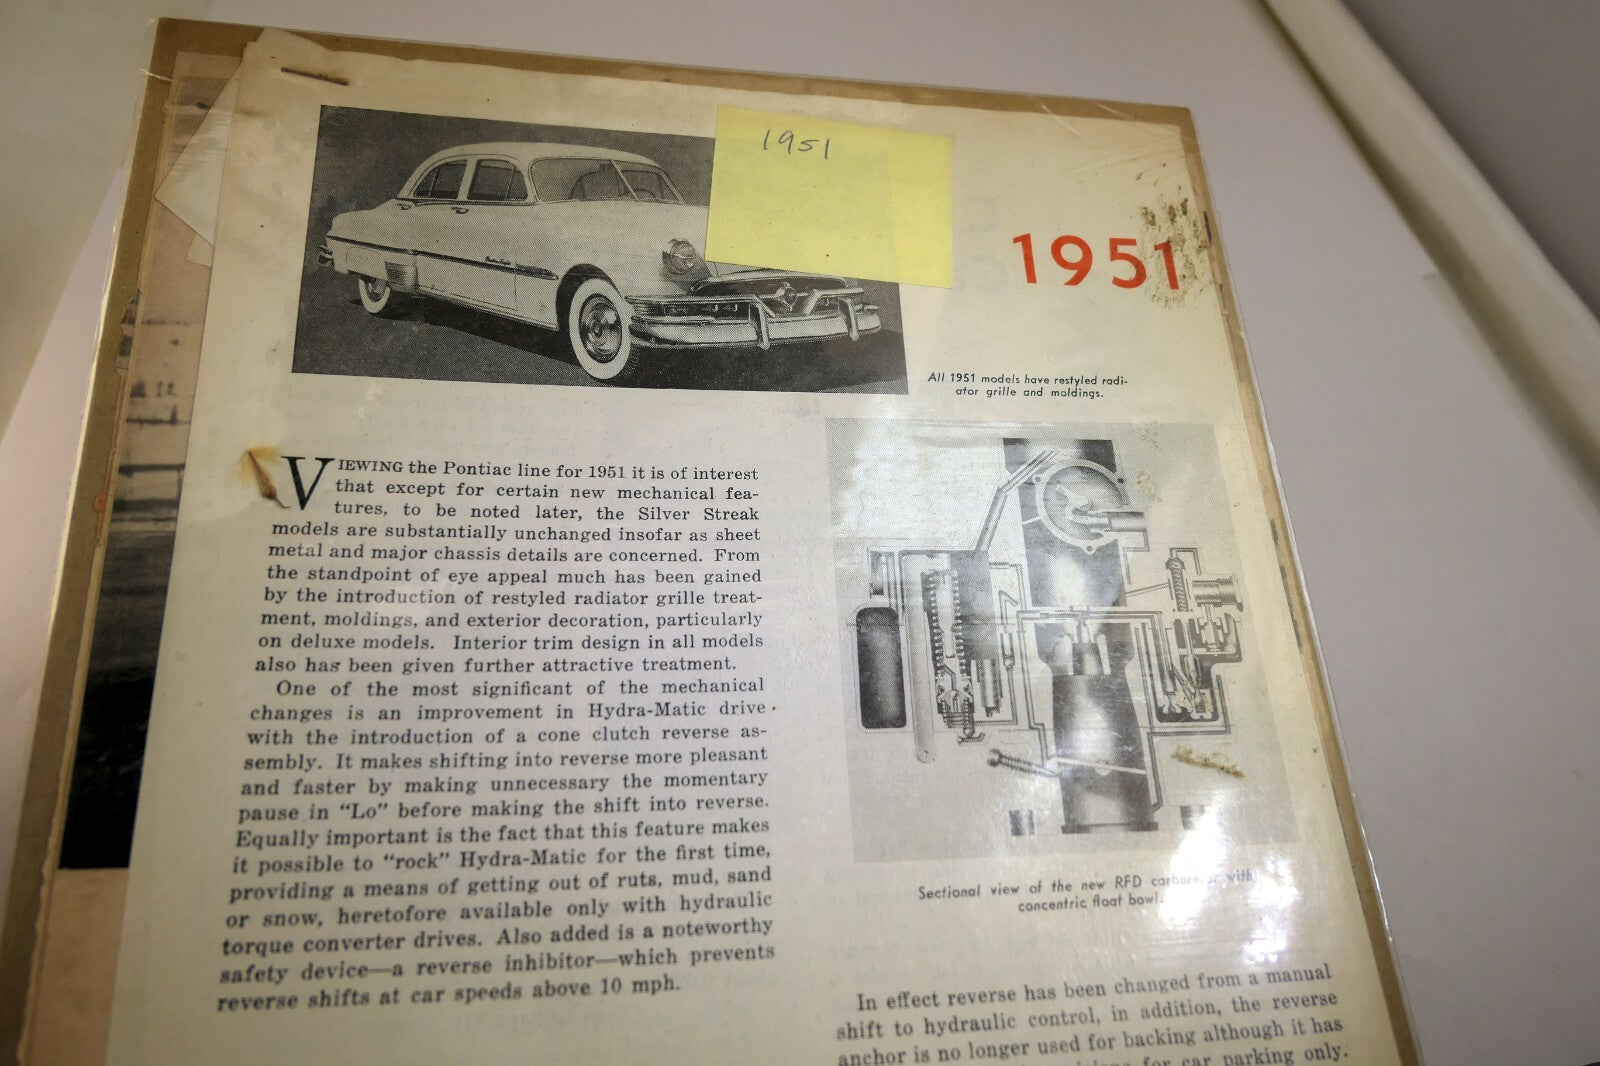 1951
1951
All 1951 models have restyled radi-
ator grille and moldings.
VIEWING the Pontiac line for 1951 it is of interest
that except for certain new mechanical fea-
tures, to be noted later, the Silver Streak
models are substantially unchanged insofar as sheet
metal and major chassis details are concerned. From
the standpoint of eye appeal much has been gained
by the introduction of restyled radiator grille treat-
ment, moldings, and exterior decoration, particularly
on deluxe models. Interior trim design in all models
also has been given further attractive treatment.
One of the most significant of the mechanical
changes is an improvement in Hydra-Matic drive
with the introduction of a cone clutch reverse as-
sembly. It makes shifting into reverse more pleasant
and faster by making unnecessary the momentary
pause in "Lo" before making the shift into reverse.
Equally important is the fact that this feature makes
it possible to "rock" Hydra-Matic for the first time,
providing a means of getting out of ruts, mud, sand
or snow, heretofore available only with hydraulic
torque converter drives. Also added is a noteworthy
safety device—a reverse inhibitor—which prevents
reverse shifts at car speeds above 10 mph.
Sectional view of the new RFD carburetor with
concentric float bowl.
In effect reverse has been changed from a manual
shift to hydraulic control, in addition, the reverse
anchor is no longer used for backing although it has
for car parking only.